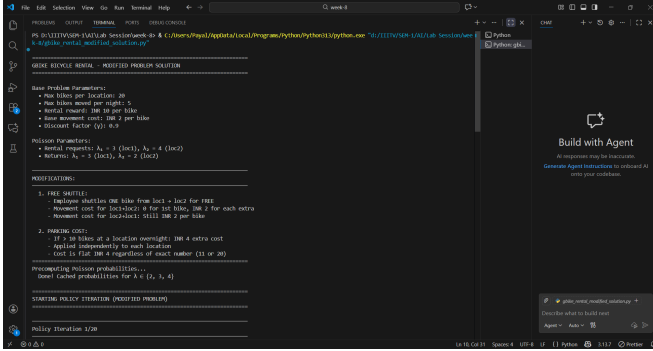 File Edit Selection View Go Run Terminal Help
week-8
PROBLEMS OUTPUT TERMINAL PORTS DEBUG CONSOLE
PS D:\IIITV\SEM-1\AI\Lab Session\week-8> & C:/Users/Payal/AppData/Local/Programs/Python/Python313/python.exe "d:/IIITV/SEM-1/AI/Lab Session/wee
k-8/gbike_rental_modified_solution.py"
GBIKE BICYCLE RENTAL - MODIFIED PROBLEM SOLUTION
Base Problem Parameters:
• Max bikes per location: 20
• Max bikes moved per night: 5
• Rental reward: INR 10 per bike
• Base movement cost: INR 2 per bike
• Discount factor (γ): 0.9
Poisson Parameters:
• Rental requests: λ₁ = 3 (loc1), λ₂ = 4 (loc2)
• Returns: λ₁ = 3 (loc1), λ₂ = 2 (loc2)
MODIFICATIONS:
1. FREE SHUTTLE:
- Employee shuttles ONE bike from loc1 → loc2 for FREE
- Movement cost for loc1→loc2: 0 for 1st bike, INR 2 for each extra
- Movement cost for loc2→loc1: Still INR 2 per bike
2. PARKING COST:
- If > 10 bikes at a location overnight: INR 4 extra cost
- Applied independently to each location
- Cost is flat INR 4 regardless of exact number (11 or 20)
Precomputing Poisson probabilities...
Done! Cached probabilities for λ ∈ {2, 3, 4}
STARTING POLICY ITERATION (MODIFIED PROBLEM)
Policy Iteration 1/20
Python
Python: gbi...
CHAT
Build with Agent
AI responses may be inaccurate.
Generate Agent Instructions to onboard AI
onto your codebase.
gbike_rental_modified_solution.py +
Describe what to build next
Agent Auto
Ln 10, Col 31 Spaces: 4 UTF-8 LF {} Python 3.13.7 Prettier